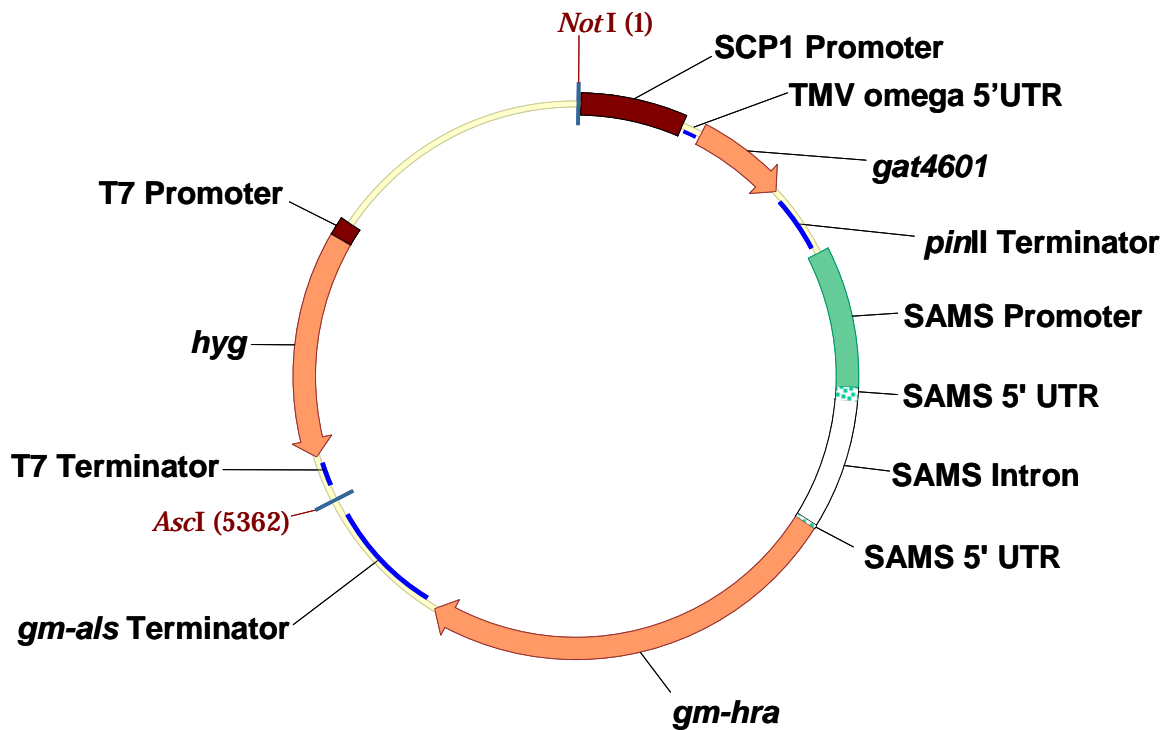 NotI (1)
SCP1 Promoter
TMV omega 5’UTR
gat4601
pinII Terminator
SAMS Promoter
SAMS 5' UTR
SAMS Intron
SAMS 5' UTR
gm-hra
gm-als Terminator
AscI (5362)
T7 Terminator
hyg
T7 Promoter